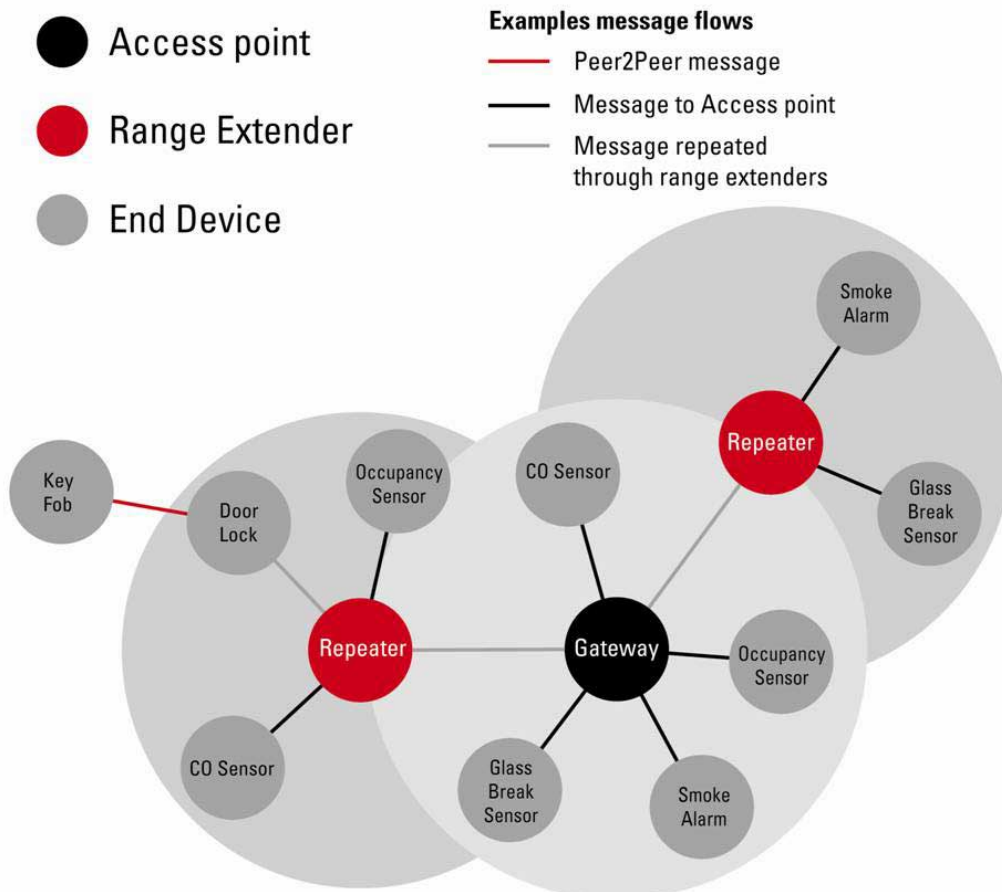 Access point
Range Extender
End Device
Examples message flows
Peer2Peer message
Message to Access point
Message repeated
through range extenders
Smoke
Alarm
Repeater
Glass
Break
Sensor
Key
Fob
Door
Lock
Occupancy
Sensor
CO Sensor
Repeater
Gateway
Occupancy
Sensor
CO Sensor
Glass
Break
Sensor
Smoke
Alarm